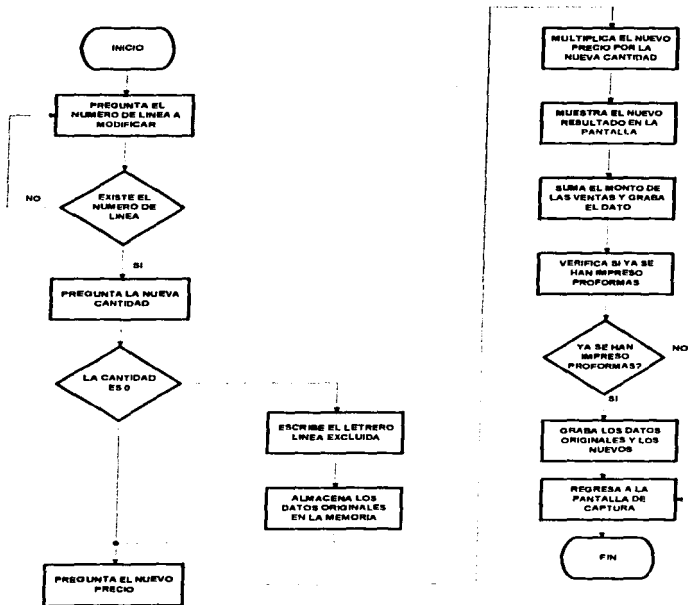 INICIO
PREGUNTA EL
NUMERO DE LINEA A
MODIFICAR
NO
EXISTE EL
NUMERO DE
LINEA
SI
PREGUNTA LA NUEVA
CANTIDAD
LA CANTIDAD
ES 0
ESCRIBE EL LETRERO
LINEA EXCLUIDA
ALMACENA LOS
DATOS ORIGINALES
EN LA MEMORIA
PREGUNTA EL NUEVO
PRECIO
MULTIPLICA EL NUEVO
PRECIO POR LA
NUEVA CANTIDAD
MUESTRA EL NUEVO
RESULTADO EN LA
PANTALLA
SUMA EL MONTO DE
LAS VENTAS Y GRABA
EL DATO
VERIFICA SI YA SE
HAN IMPRESO
PROFORMAS
YA SE HAN
IMPRESO
PROFORMAS?
NO
SI
GRABA LOS DATOS
ORIGINALES Y LOS
NUEVOS
REGRESA A LA
PANTALLA DE
CAPTURA
FIN